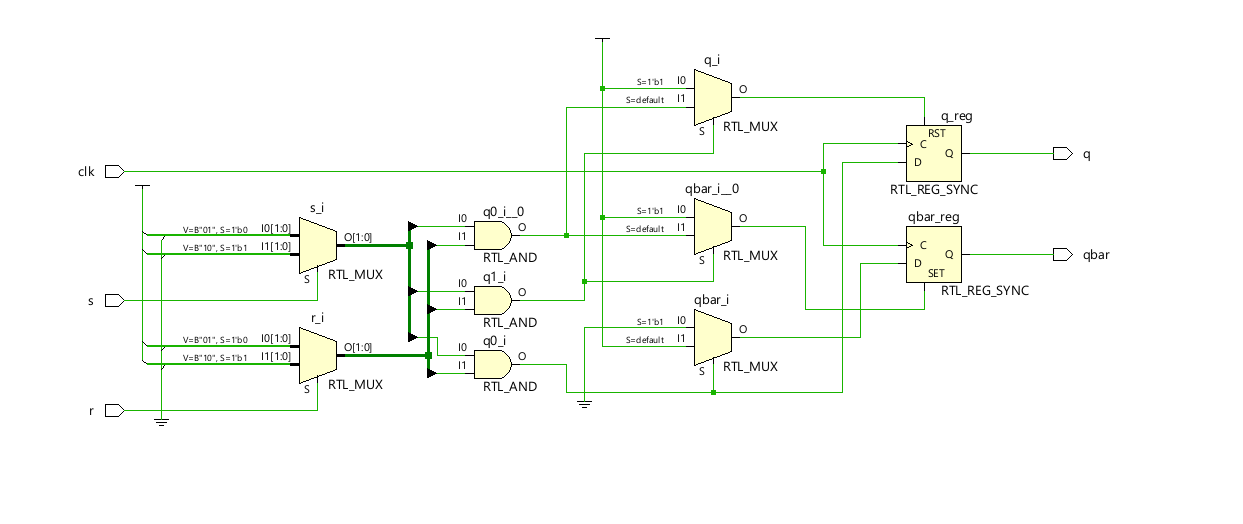 q_i
S=1'b1 I0
S=default I1
O
S
RTL_MUX
q_reg
RST
C
D
Q
RTL_REG_SYNC
q
clk
qbar_i__0
S=1'b1 I0
S=default I1
O
S
RTL_MUX
qbar_reg
C
D
Q
SET
RTL_REG_SYNC
qbar
s_i
V=B"01", S=1'b0 I0[1:0]
V=B"10", S=1'b1 I1[1:0]
O[1:0]
S
RTL_MUX
s
q0_i__0
I0
I1
O
RTL_AND
q1_i
I0
I1
O
RTL_AND
qbar_i
S=1'b1 I0
S=default I1
O
S
RTL_MUX
r_i
V=B"01", S=1'b0 I0[1:0]
V=B"10", S=1'b1 I1[1:0]
O[1:0]
S
RTL_MUX
r
q0_i
I0
I1
O
RTL_AND